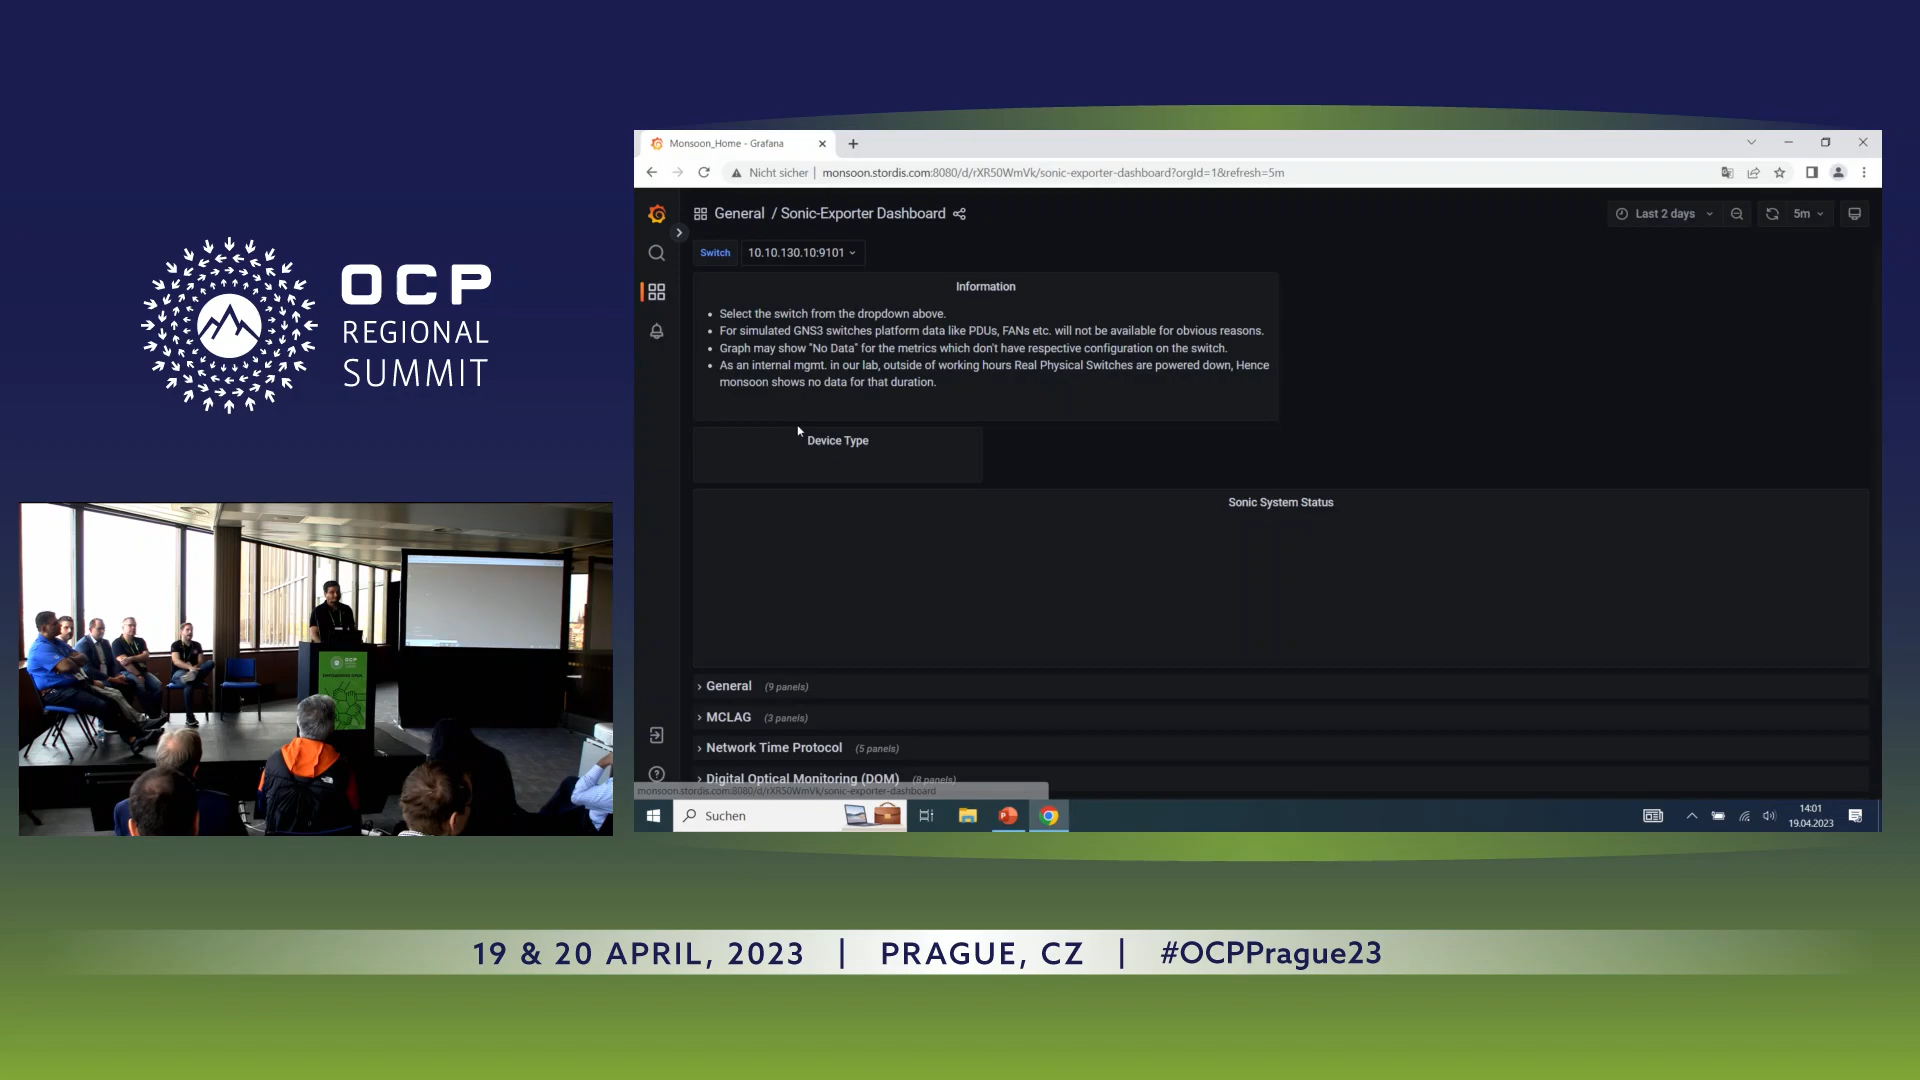 OCP
REGIONAL
SUMMIT
Monsoon_Home - Grafana
Nicht sicher | monsoon.stordis.com:8080/d/rXR50WmVk/sonic-exporter-dashboard?orgId=1&refresh=5m
General / Sonic-Exporter Dashboard
Last 2 days
5m
Switch
10.10.130.10:9101
Information
• Select the switch from the dropdown above.
• For simulated GNS3 switches platform data like PDUs, FANs etc. will not be available for obvious reasons.
• Graph may show "No Data" for the metrics which don't have respective configuration on the switch.
• As an internal mgmt. in our lab, outside of working hours Real Physical Switches are powered down, Hence
monsoon shows no data for that duration.
Device Type
Sonic System Status
General (9 panels)
MCLAG (3 panels)
Network Time Protocol (5 panels)
Digital Optical Monitoring (DOM) (8 panels)
monsoon.stordis.com:8080/d/rXR50WmVk/sonic-exporter-dashboard
Suchen
14:01
19.04.2023
OCP
19 & 20 APRIL, 2023 | PRAGUE, CZ | #OCPPrague23